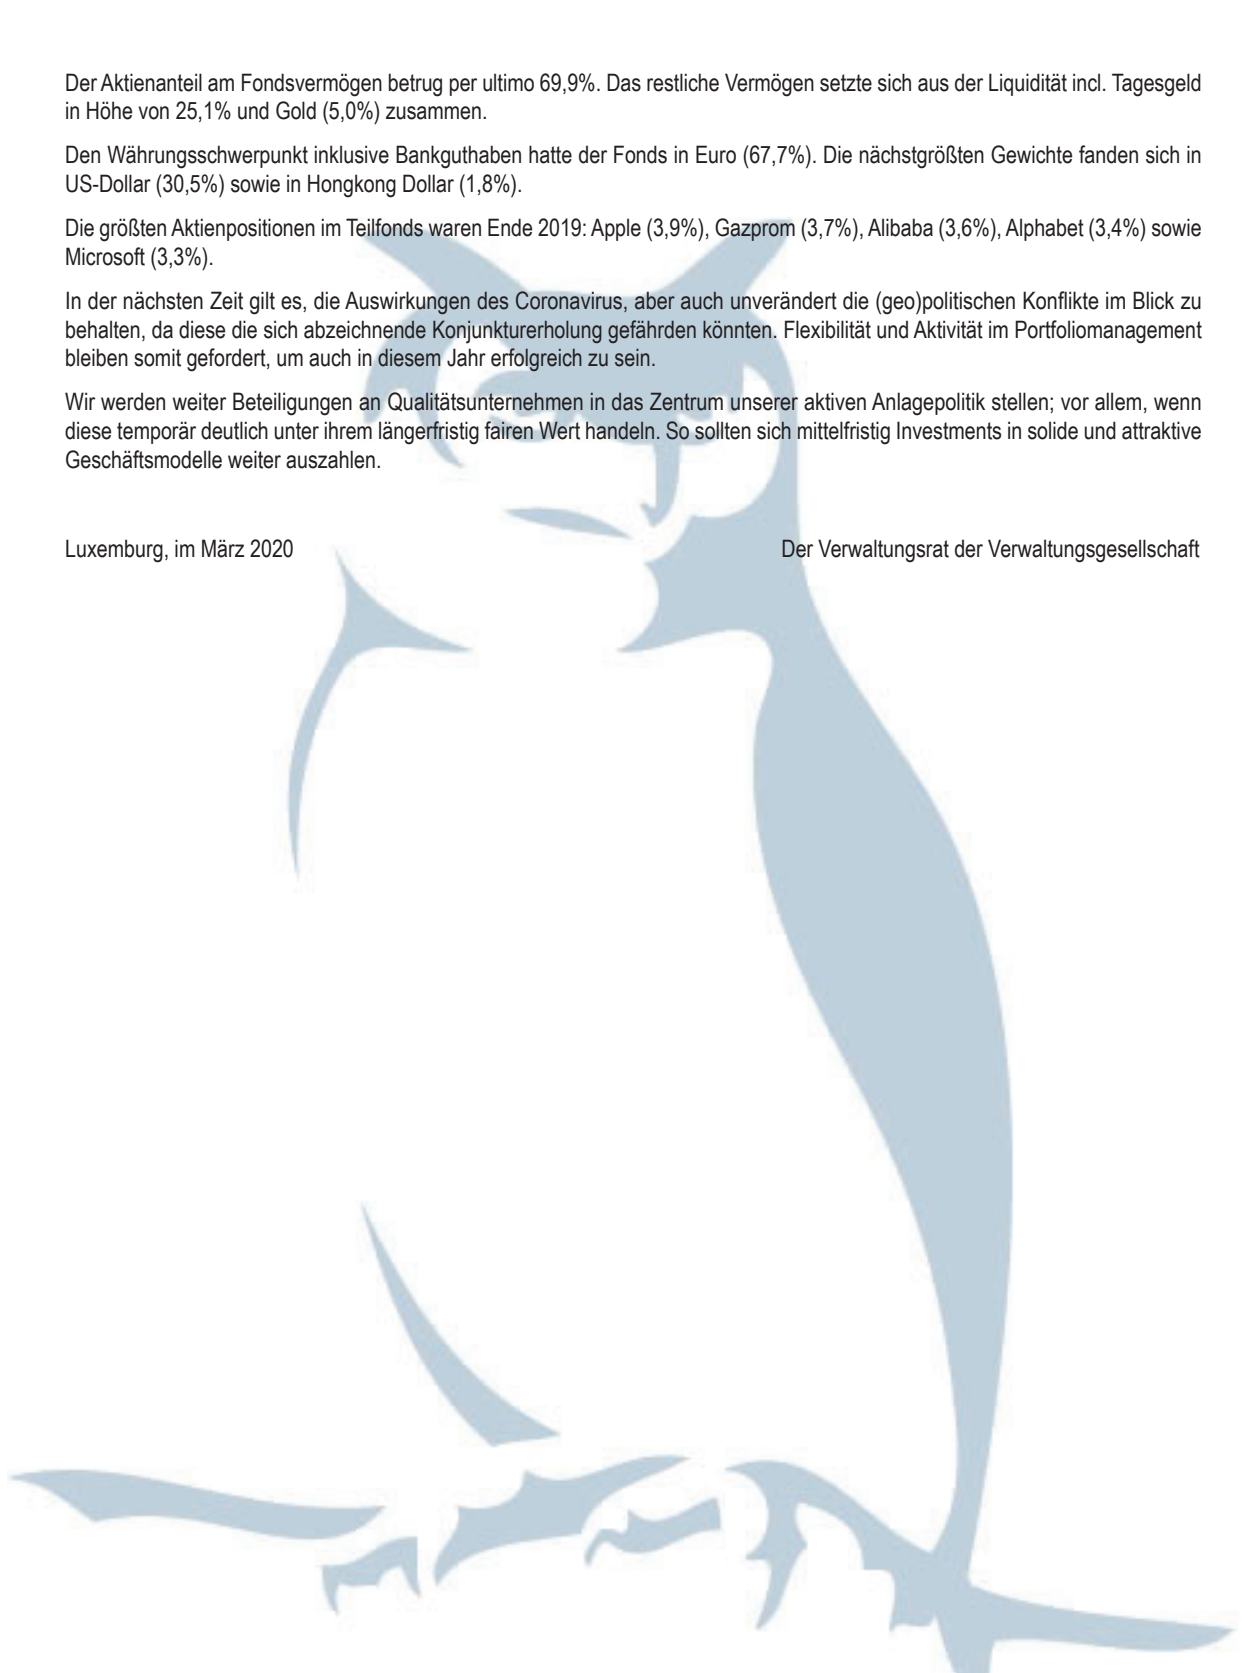 Der Aktienanteil am Fondsvermögen betrug per ultimo 69,9%. Das restliche Vermögen setzte sich aus der Liquidität incl. Tagesgeld
in Höhe von 25,1% und Gold (5,0%) zusammen.
Den Währungsschwerpunkt inklusive Bankguthaben hatte der Fonds in Euro (67,7%). Die nächstgrößten Gewichte fanden sich in
US-Dollar (30,5%) sowie in Hongkong Dollar (1,8%).
Die größten Aktienpositionen im Teilfonds waren Ende 2019: Apple (3,9%), Gazprom (3,7%), Alibaba (3,6%), Alphabet (3,4%) sowie
Microsoft (3,3%).
In der nächsten Zeit gilt es, die Auswirkungen des Coronavirus, aber auch unverändert die (geo)politischen Konflikte im Blick zu
behalten, da diese die sich abzeichnende Konjunkturerholung gefährden könnten. Flexibilität und Aktivität im Portfoliomanagement
bleiben somit gefordert, um auch in diesem Jahr erfolgreich zu sein.
Wir werden weiter Beteiligungen an Qualitätsunternehmen in das Zentrum unserer aktiven Anlagepolitik stellen; vor allem, wenn
diese temporär deutlich unter ihrem längerfristig fairen Wert handeln. So sollten sich mittelfristig Investments in solide und attraktive
Geschäftsmodelle weiter auszahlen.
Luxemburg, im März 2020 Der Verwaltungsrat der Verwaltungsgesellschaft